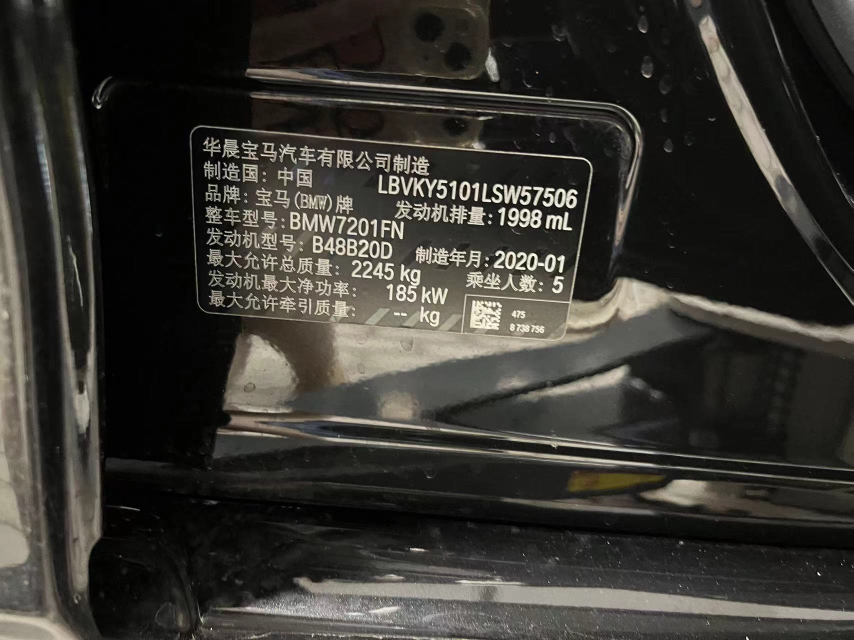 华晨宝马汽车有限公司制造
制造国: 中国
LBVKY5101LSW57506
品牌: 宝马(BMW)牌
发动机排量: 1998 mL
整车型号: BMW7201FN
发动机型号: B48B20D
制造年月: 2020-01
最大允许总质量: 2245 kg
乘坐人数: 5
发动机最大净功率: 185 kW
最大允许牵引质量: -- kg
475
8 738 756